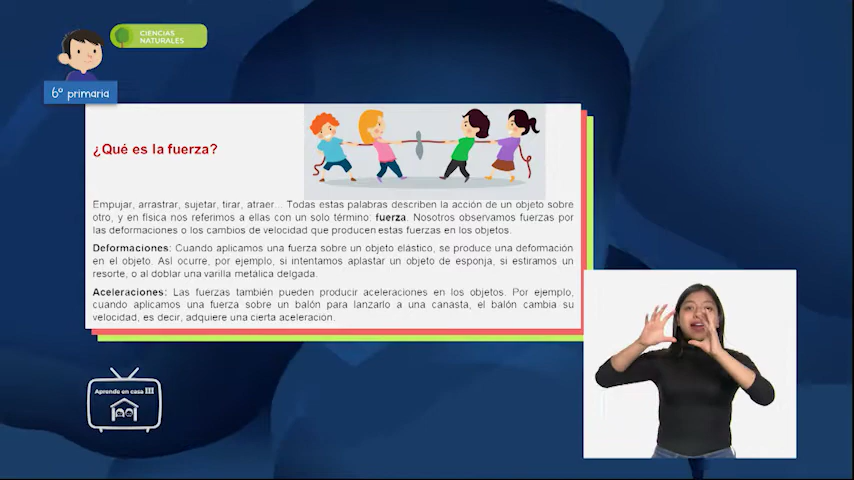 CIENCIAS
NATURALES
6º primaria
¿Qué es la fuerza?
Empujar, arrastrar, sujetar, tirar, atraer... Todas estas palabras describen la acción de un objeto sobre
otro, y en física nos referimos a ellas con un solo término: fuerza. Nosotros observamos fuerzas por
las deformaciones o los cambios de velocidad que producen estas fuerzas en los objetos.
Deformaciones: Cuando aplicamos una fuerza sobre un objeto elástico, se produce una deformación
en el objeto. Así ocurre, por ejemplo, si intentamos aplastar un objeto de esponja, si estiramos un
resorte, o al doblar una varilla metálica delgada.
Aceleraciones: Las fuerzas también pueden producir aceleraciones en los objetos. Por ejemplo,
cuando aplicamos una fuerza sobre un balón para lanzarlo a una canasta, el balón cambia su
velocidad, es decir, adquiere una cierta aceleración.
Aprende en casa III